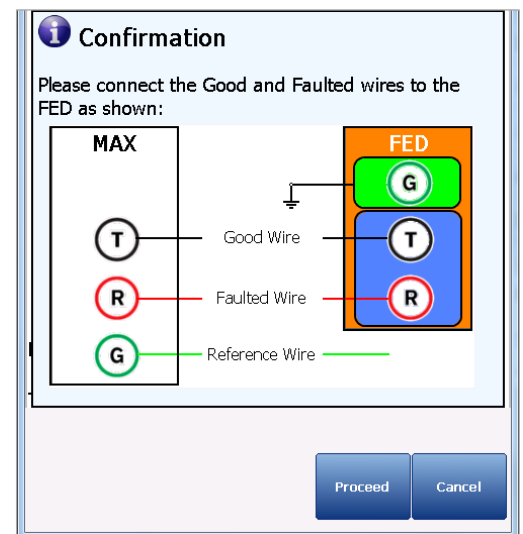 i Confirmation
Please connect the Good and Faulted wires to the
FED as shown:
MAX
FED
G
T Good Wire T
R Faulted Wire R
G Reference Wire
Proceed Cancel